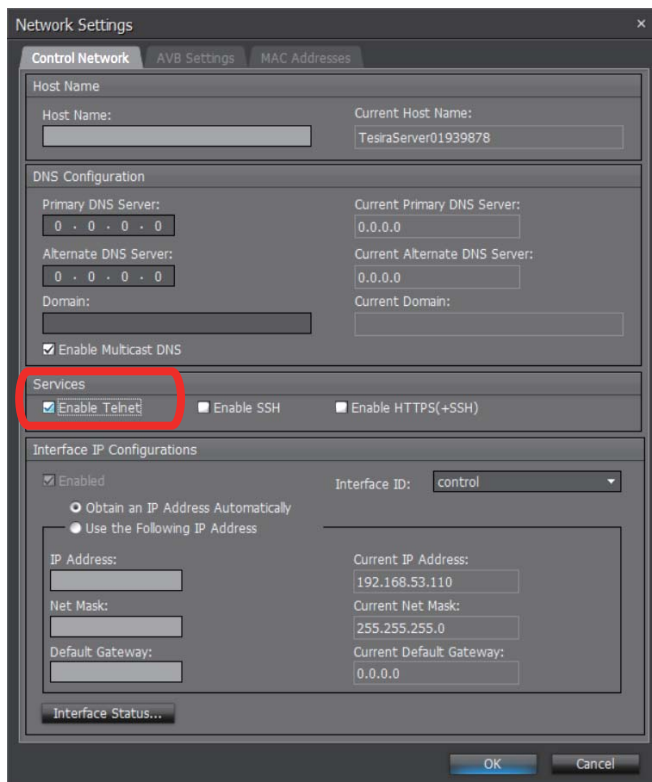 Network Settings
×
Control Network AVB Settings MAC Addresses
Host Name
Host Name: Current Host Name:
TesiraServer01939878
DNS Configuration
Primary DNS Server: Current Primary DNS Server:
0 . 0 . 0 . 0 0.0.0.0
Alternate DNS Server: Current Alternate DNS Server:
0 . 0 . 0 . 0 0.0.0.0
Domain: Current Domain:
Enable Multicast DNS
Services
Enable Telnet Enable SSH Enable HTTPS(+SSH)
Interface IP Configurations
Enabled Interface ID: control
Obtain an IP Address Automatically
Use the Following IP Address
IP Address: Current IP Address:
192.168.53.110
Net Mask: Current Net Mask:
255.255.255.0
Default Gateway: Current Default Gateway:
0.0.0.0
Interface Status...
OK Cancel